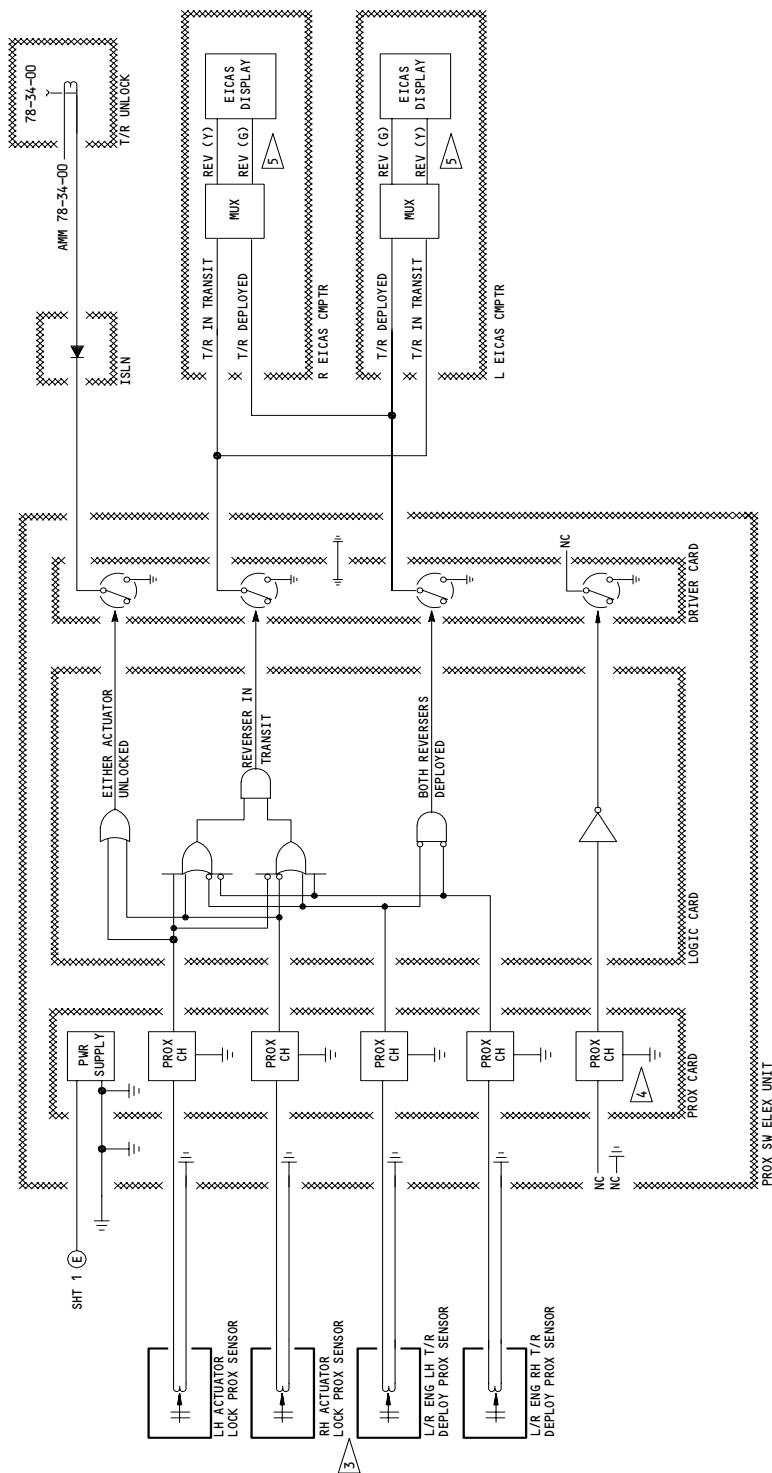 SHT 1
E
LH ACTUATOR
LOCK PROX SENSOR
RH ACTUATOR
LOCK PROX SENSOR
3
L/R ENG LH T/R
DEPLOY PROX SENSOR
L/R ENG RH T/R
DEPLOY PROX SENSOR
NC
NC
PWR
SUPPLY
PROX
CH
PROX
CH
PROX
CH
PROX
CH
PROX
CH
4
PROX CARD
EITHER ACTUATOR
UNLOCKED
REVERSER IN
TRANSIT
BOTH REVERSERS
DEPLOYED
LOGIC CARD
NC
DRIVER CARD
PROX SW ELEX UNIT
ISLN
AMM 78-34-00
78-34-00
T/R UNLOCK
T/R IN TRANSIT
T/R DEPLOYED
MUX
REV (Y)
REV (G)
EICAS
DISPLAY
5
R EICAS CMPTR
T/R DEPLOYED
T/R IN TRANSIT
MUX
REV (G)
REV (Y)
EICAS
DISPLAY
5
L EICAS CMPTR